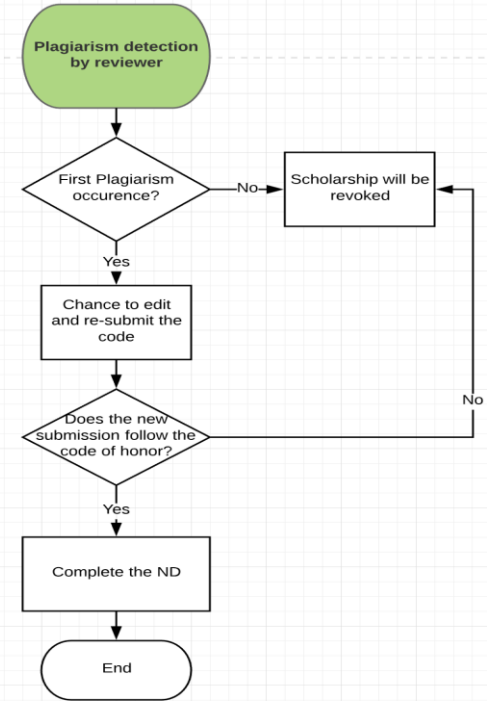 Plagiarism detection
by reviewer
First Plagiarism
occurence?
No
Scholarship will be
revoked
Yes
Chance to edit
and re-submit the
code
No
Does the new
submission follow the
code of honor?
Yes
Complete the ND
End